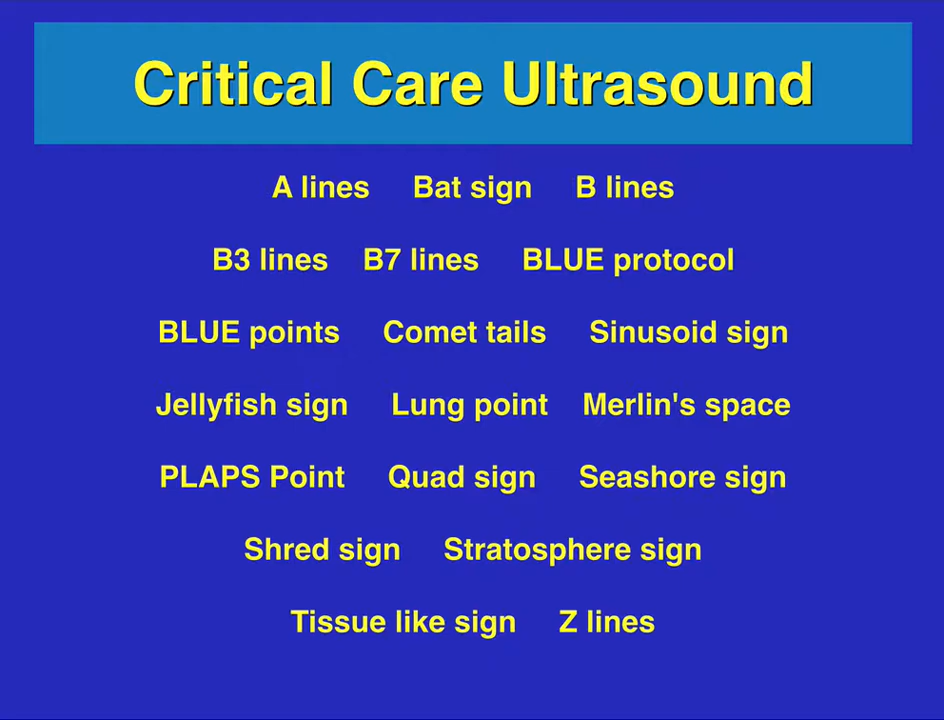 Critical Care Ultrasound
A lines Bat sign B lines
B3 lines B7 lines BLUE protocol
BLUE points Comet tails Sinusoid sign
Jellyfish sign Lung point Merlin's space
PLAPS Point Quad sign Seashore sign
Shred sign Stratosphere sign
Tissue like sign Z lines